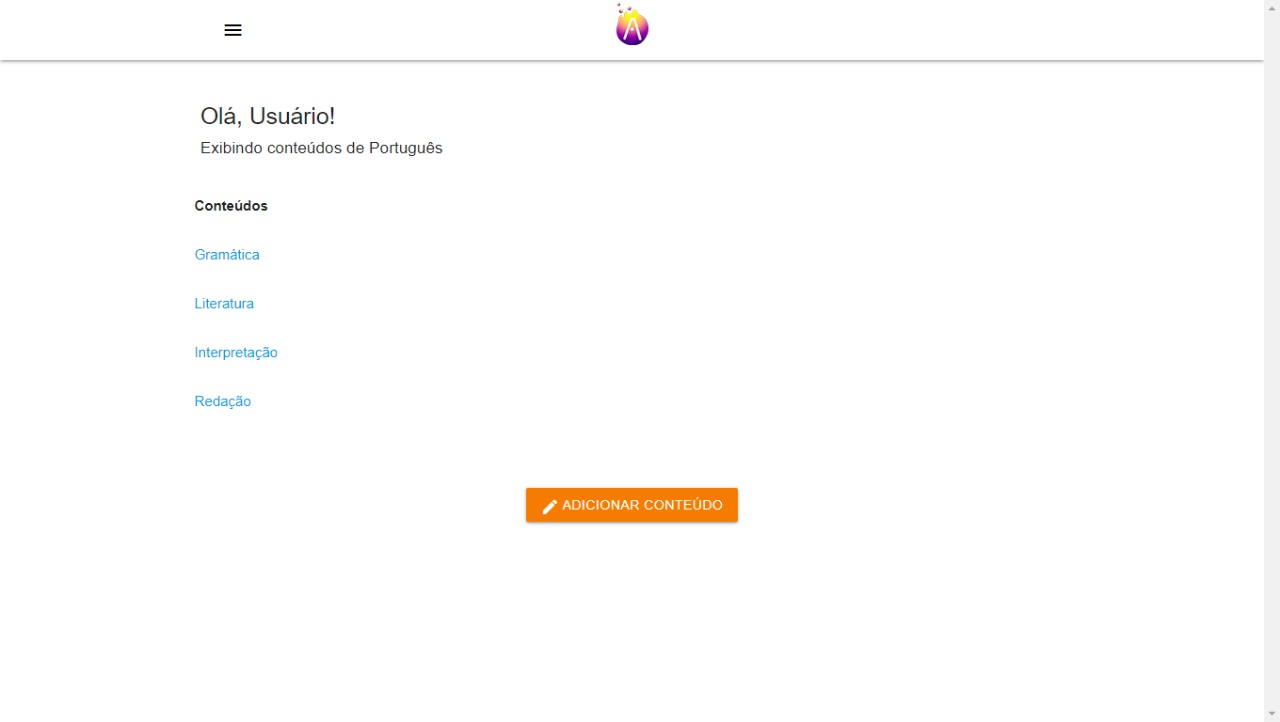 Olá, Usuário!
Exibindo conteúdos de Português
Conteúdos
Gramática
Literatura
Interpretação
Redação
ADICIONAR CONTEÚDO